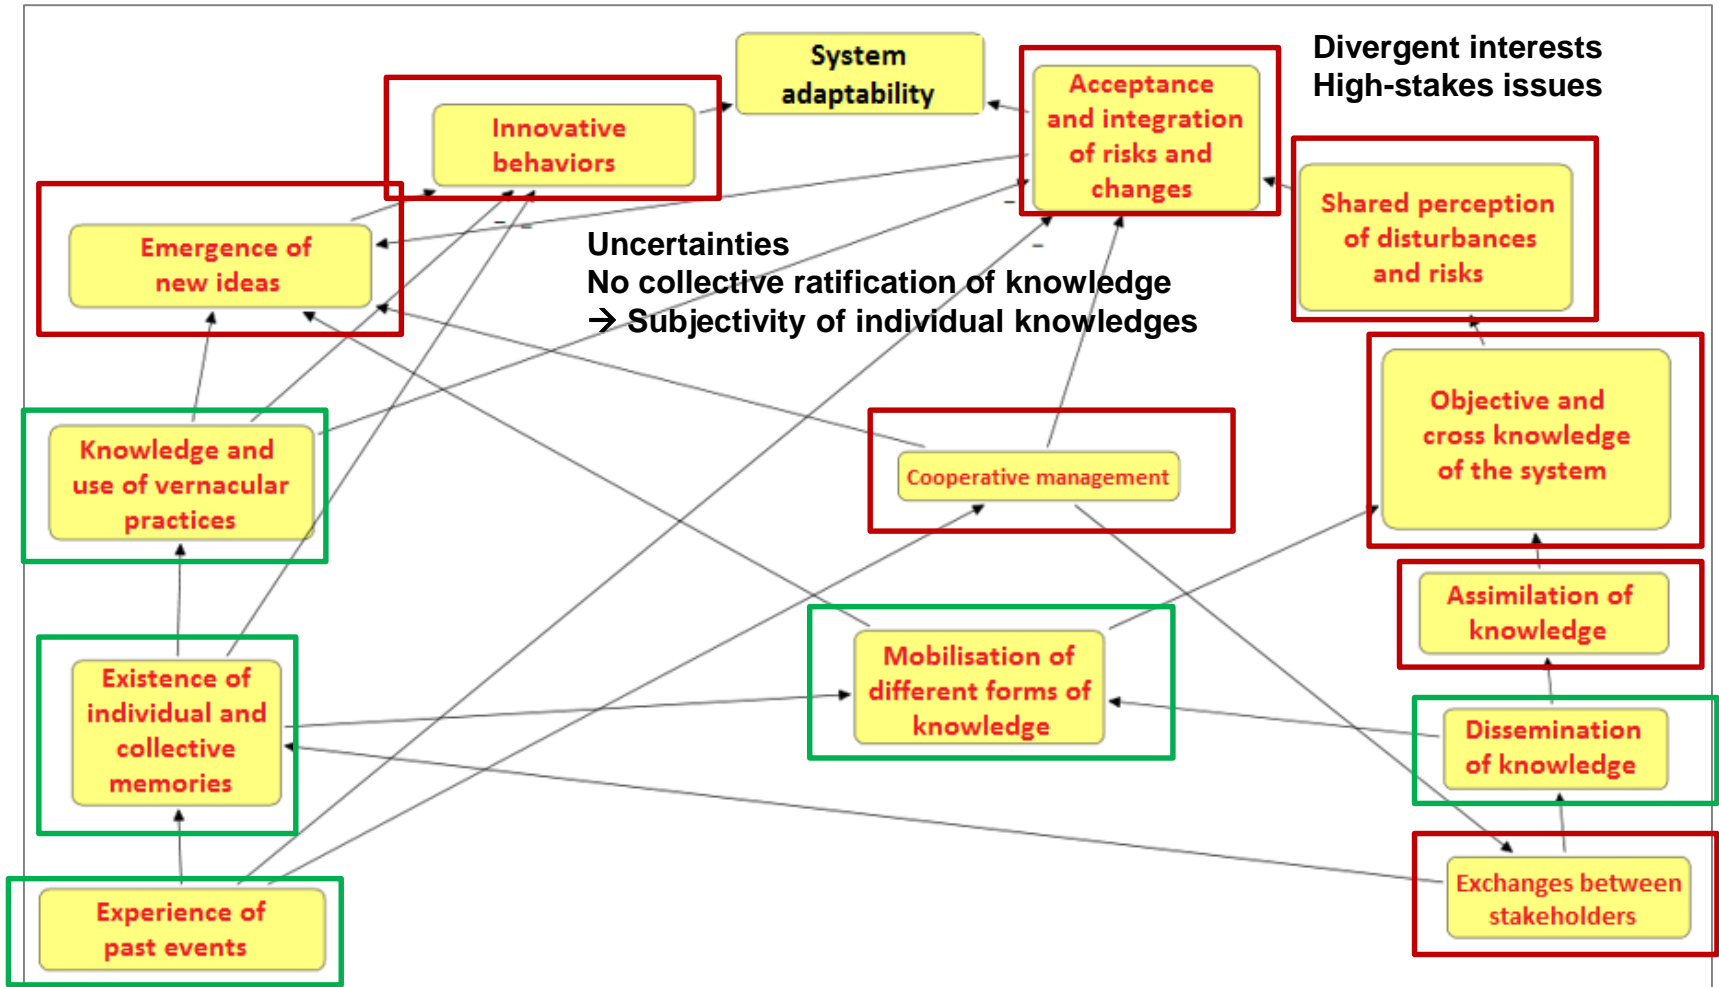 System
adaptability
Divergent interests
High-stakes issues
Acceptance
and integration
of risks and
changes
Innovative
behaviors
Shared perception
of disturbances
and risks
Emergence of
new ideas
–
–
–
Uncertainties
No collective ratification of knowledge
→ Subjectivity of individual knowledges
Objective and
cross knowledge
of the system
Knowledge and
use of vernacular
practices
Cooperative management
Assimilation of
knowledge
Existence of
individual and
collective
memories
Mobilisation of
different forms of
knowledge
Dissemination
of knowledge
Exchanges between
stakeholders
Experience of
past events